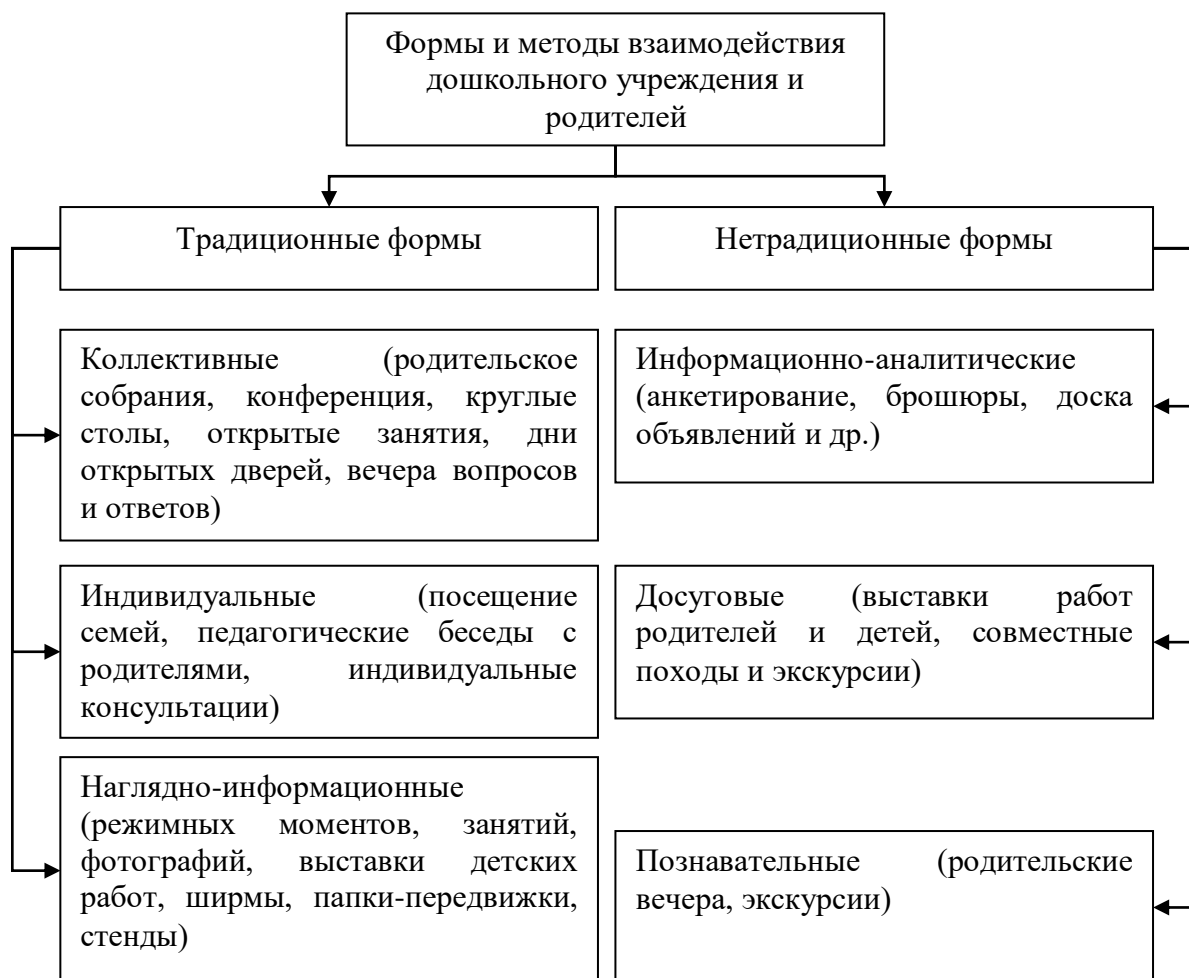 Формы и методы взаимодействия
дошкольного учреждения и
родителей
Традиционные формы
Нетрадиционные формы
Коллективные (родительское
собрания, конференция, круглые
столы, открытые занятия, дни
открытых дверей, вечера вопросов
и ответов)
Информационно-аналитические
(анкетирование, брошюры, доска
объявлений и др.)
Индивидуальные (посещение
семей, педагогические беседы с
родителями, индивидуальные
консультации)
Досуговые (выставки работ
родителей и детей, совместные
походы и экскурсии)
Наглядно-информационные
(режимных моментов, занятий,
фотографий, выставки детских
работ, ширмы, папки-передвижки,
стенды)
Познавательные (родительские
вечера, экскурсии)